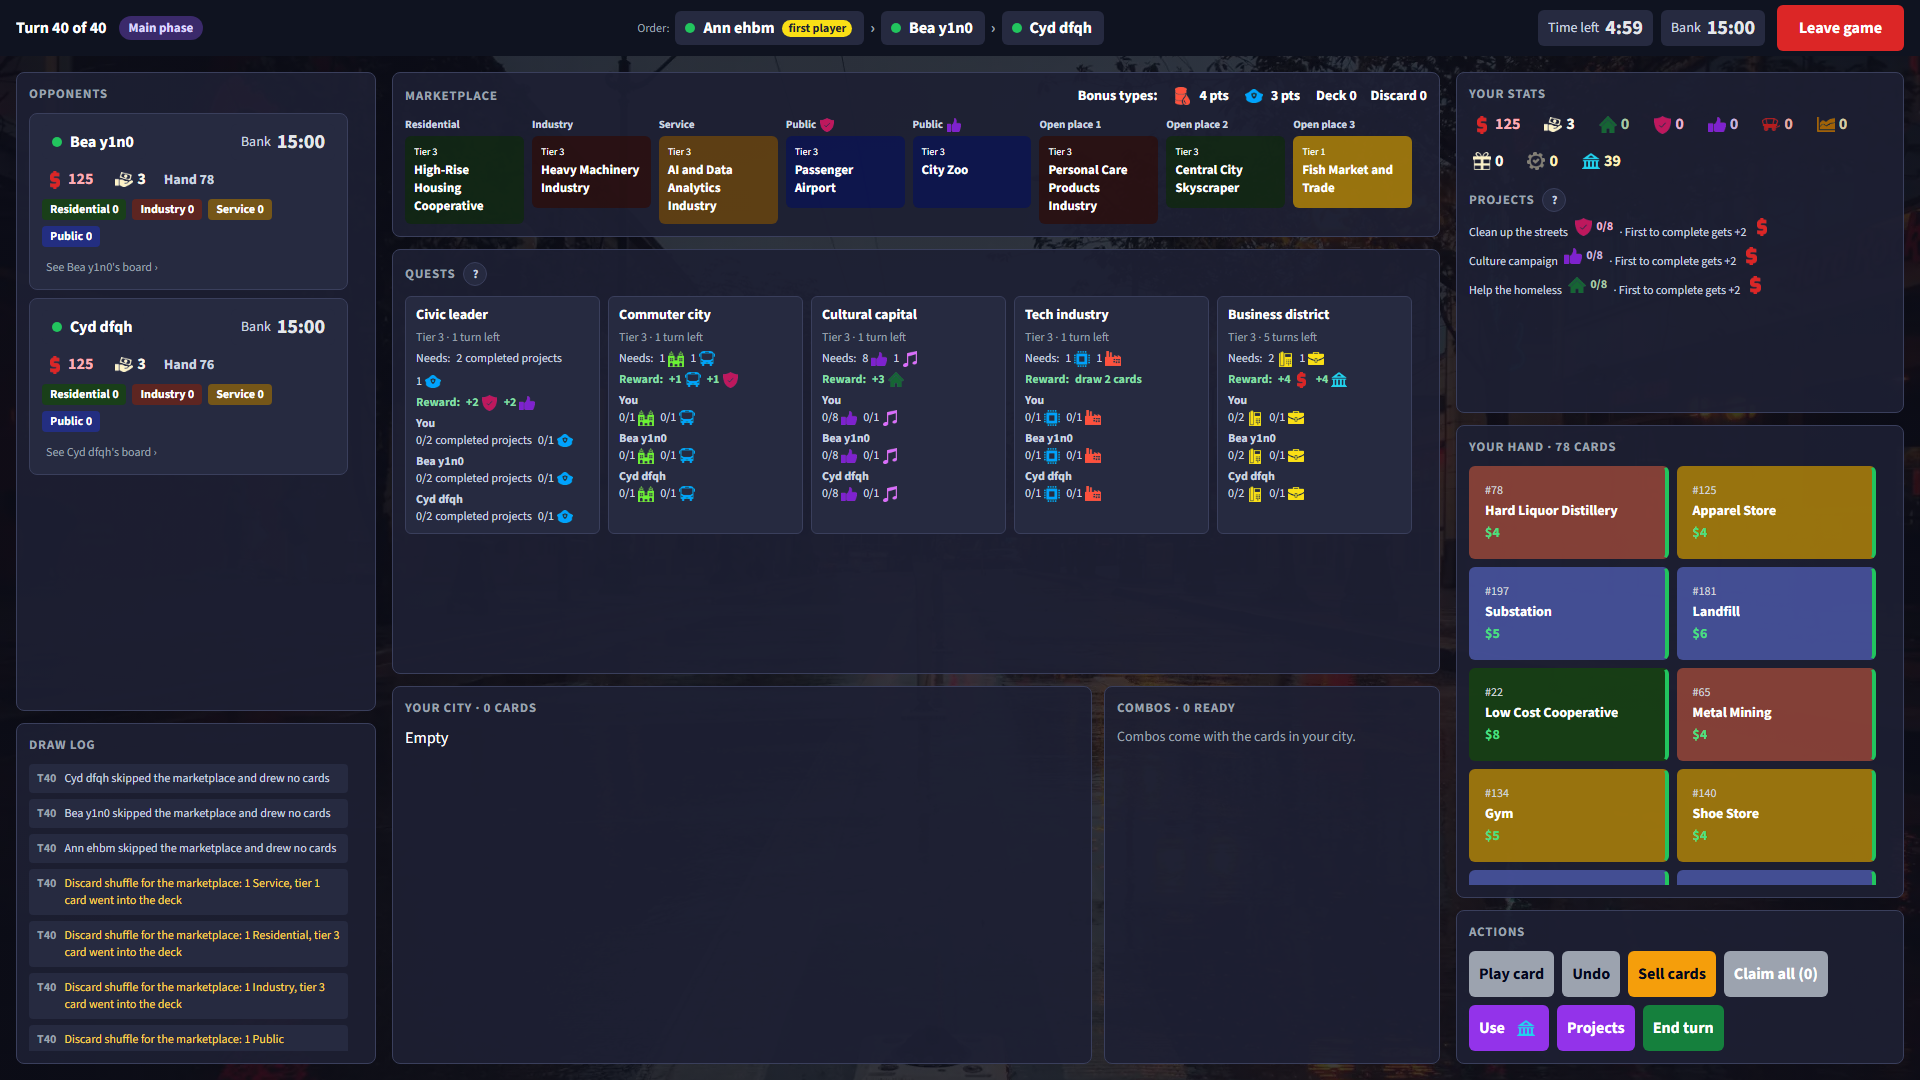 Turn 40 of 40 Main phase Order: Ann ehbm first player › Bea y1n0 › Cyd dfqh Time left 4:59 Bank 15:00 Leave game
OPPONENTS
Bea y1n0 Bank 15:00
125 3 Hand 78
Residential 0 Industry 0 Service 0
Public 0
See Bea y1n0's board ›
Cyd dfqh Bank 15:00
125 3 Hand 76
Residential 0 Industry 0 Service 0
Public 0
See Cyd dfqh's board ›
DRAW LOG
T40 Cyd dfqh skipped the marketplace and drew no cards
T40 Bea y1n0 skipped the marketplace and drew no cards
T40 Ann ehbm skipped the marketplace and drew no cards
T40 Discard shuffle for the marketplace: 1 Service, tier 1
card went into the deck
T40 Discard shuffle for the marketplace: 1 Residential, tier 3
card went into the deck
T40 Discard shuffle for the marketplace: 1 Industry, tier 3
card went into the deck
T40 Discard shuffle for the marketplace: 1 Public
MARKETPLACE Bonus types: 4 pts 3 pts Deck 0 Discard 0
Residential
Tier 3
High-Rise
Housing
Cooperative
Industry
Tier 3
Heavy Machinery
Industry
Service
Tier 3
AI and Data
Analytics
Industry
Public
Tier 3
Passenger
Airport
Public
Tier 3
City Zoo
Open place 1
Tier 3
Personal Care
Products
Industry
Open place 2
Tier 3
Central City
Skyscraper
Open place 3
Tier 1
Fish Market and
Trade
QUESTS ?
Civic leader
Tier 3 · 1 turn left
Needs: 2 completed projects
1
Reward: +2 +2
You
0/2 completed projects 0/1
Bea y1n0
0/2 completed projects 0/1
Cyd dfqh
0/2 completed projects 0/1
Commuter city
Tier 3 · 1 turn left
Needs: 1 1
Reward: +1 +1
You
0/1 0/1
Bea y1n0
0/1 0/1
Cyd dfqh
0/1 0/1
Cultural capital
Tier 3 · 1 turn left
Needs: 8 1
Reward: +3
You
0/8 0/1
Bea y1n0
0/8 0/1
Cyd dfqh
0/8 0/1
Tech industry
Tier 3 · 1 turn left
Needs: 1 1
Reward: draw 2 cards
You
0/1 0/1
Bea y1n0
0/1 0/1
Cyd dfqh
0/1 0/1
Business district
Tier 3 · 5 turns left
Needs: 2 1
Reward: +4 +4
You
0/2 0/1
Bea y1n0
0/2 0/1
Cyd dfqh
0/2 0/1
YOUR CITY · 0 CARDS
Empty
COMBOS · 0 READY
Combos come with the cards in your city.
YOUR STATS
125 3 0 0 0 0 0
0 0 39
PROJECTS ?
Clean up the streets 0/8 · First to complete gets +2
Culture campaign 0/8 · First to complete gets +2
Help the homeless 0/8 · First to complete gets +2
YOUR HAND · 78 CARDS
#78
Hard Liquor Distillery
$4
#125
Apparel Store
$4
#197
Substation
$5
#181
Landfill
$6
#22
Low Cost Cooperative
$8
#65
Metal Mining
$4
#134
Gym
$5
#140
Shoe Store
$4
ACTIONS
Play card Undo Sell cards Claim all (0)
Use Projects End turn